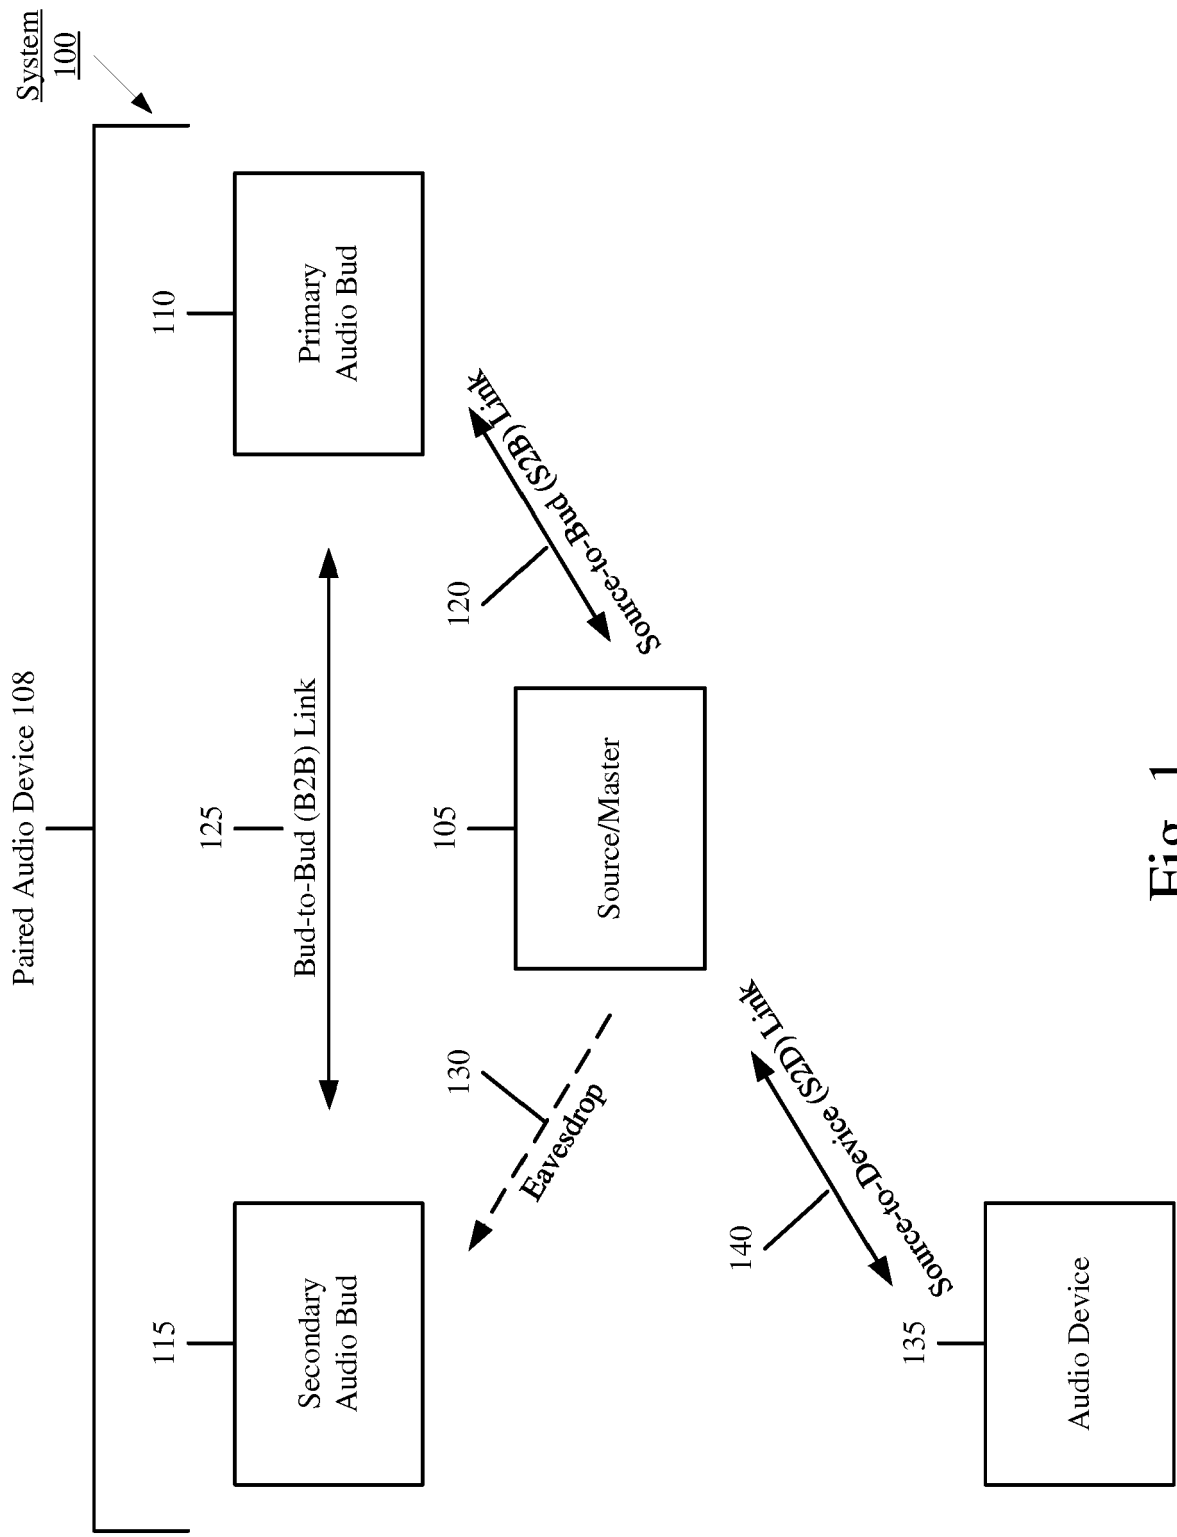 System
100
Paired Audio Device 108
115
125
110
Secondary
Audio Bud
Bud-to-Bud (B2B) Link
Primary
Audio Bud
130
105
120
Eavesdrop
Source/Master
Source-to-Bud (S2B) Link
140
Source-to-Device (S2D) Link
135
Audio Device
Fig. 1